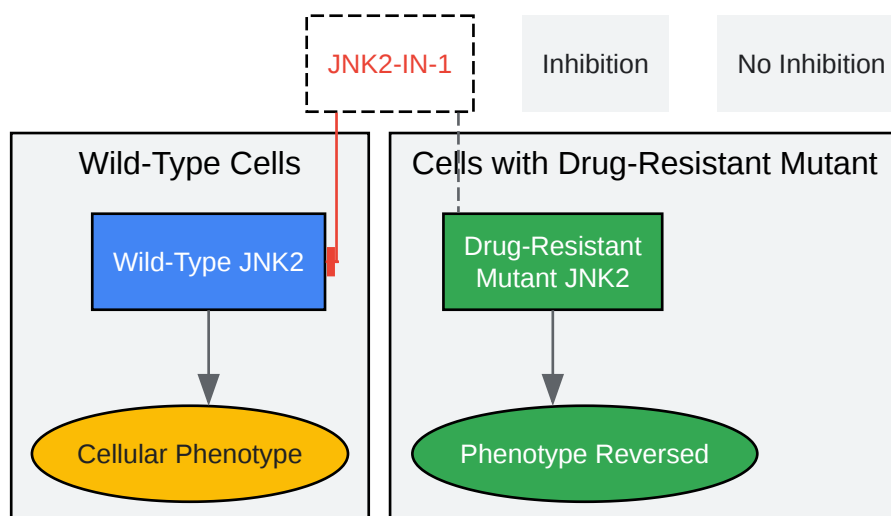 JNK2-IN-1
Inhibition
No Inhibition
Wild-Type Cells
Cells with Drug-Resistant Mutant
Wild-Type JNK2
Drug-Resistant
Mutant JNK2
Cellular Phenotype
Phenotype Reversed